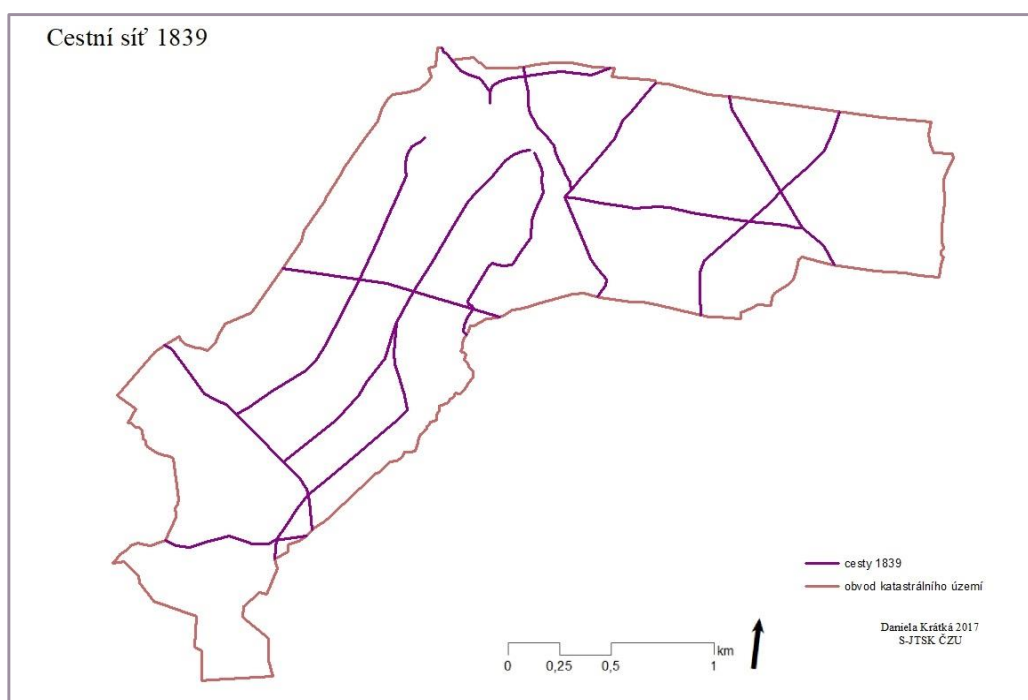 Cestní síť 1839
cesty 1839
obvod katastrálního území
Daniela Krátká 2017
S-JTSK ČZU
km
0 0,25 0,5 1